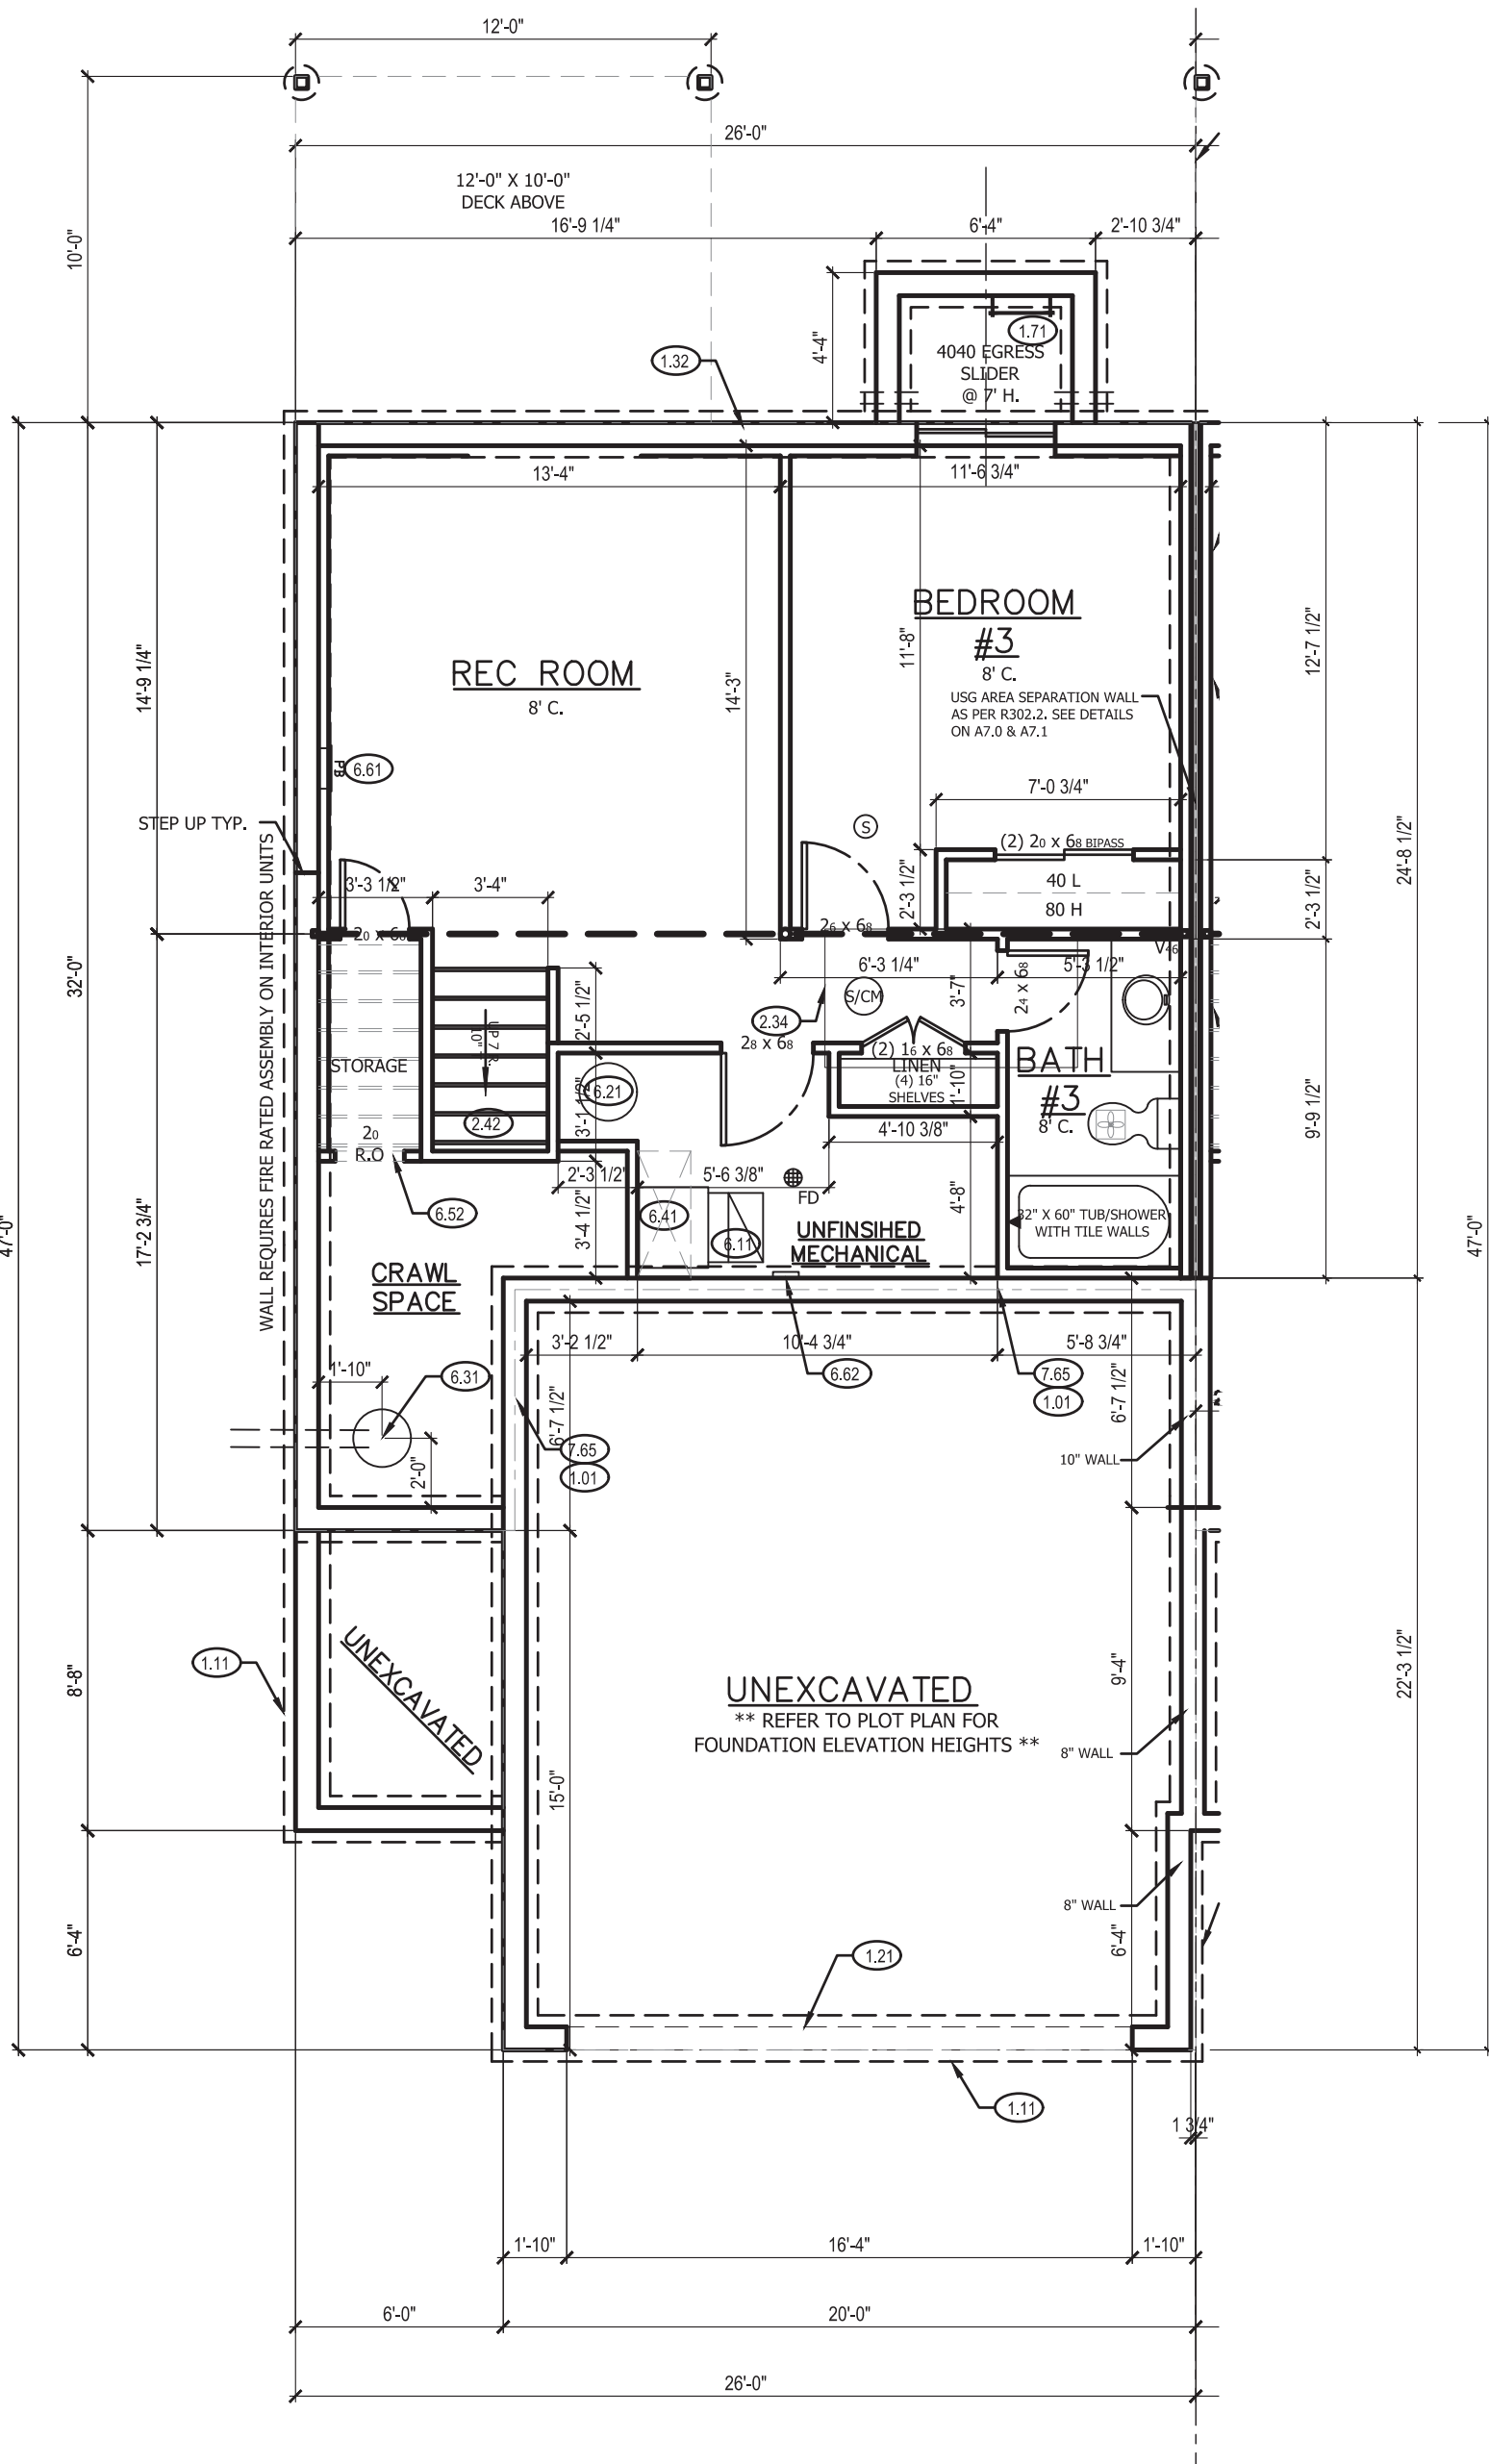 12'-0"
26'-0"
12'-0" X 10'-0"
DECK ABOVE
16'-9 1/4"
6'-4"
2'-10 3/4"
10'-0"
4'-4"
1.71
4040 EGRESS
SLIDER
@ 7' H.
1.32
13'-4"
11'-6 3/4"
BEDROOM
#3
8' C.
11'-8"
12'-7 1/2"
REC ROOM
8' C.
14'-3"
14'-9 1/4"
USG AREA SEPARATION WALL
AS PER R302.2. SEE DETAILS
ON A7.0 & A7.1
PB
6.61
7'-0 3/4"
STEP UP TYP.
S
(2) 20 x 68 BIPASS
24'-8 1/2"
3'-3 1/2"
3'-4"
2'-3 1/2"
40 L
80 H
2'-3 1/2"
20 x 68
26 x 68
V46
32'-0"
6'-3 1/4"
5'-3 1/2"
S/CM
3'-7"
24 x 68
2'-5 1/2"
2.34
28 x 68
UP 7 R.
10"
(2) 16 x 68
LINEN
(4) 16"
SHELVES
1'-10"
BATH
#3
8' C.
STORAGE
6.21
3'-1 1/2"
2.42
9'-9 1/2"
20
R.O
4'-10 3/8"
2'-3 1/2"
5'-6 3/8"
FD
4'-8"
6.52
3'-4 1/2"
6.41
6.11
UNFINSIHED
MECHANICAL
32" X 60" TUB/SHOWER
WITH TILE WALLS
WALL REQUIRES FIRE RATED ASSEMBLY ON INTERIOR UNITS
17'-2 3/4"
47'-0"
47'-0"
CRAWL
SPACE
3'-2 1/2"
10'-4 3/4"
5'-8 3/4"
1'-10"
6.31
6.62
7.65
1.01
6'-7 1/2"
6'-7 1/2"
7.65
1.01
2'-0"
10" WALL
UNEXCAVATED
1.11
8'-8"
UNEXCAVATED
** REFER TO PLOT PLAN FOR
FOUNDATION ELEVATION HEIGHTS **
9'-4"
22'-3 1/2"
8" WALL
15'-0"
8" WALL
6'-4"
6'-4"
1.21
1.11
1 3/4"
1'-10"
16'-4"
1'-10"
6'-0"
20'-0"
26'-0"